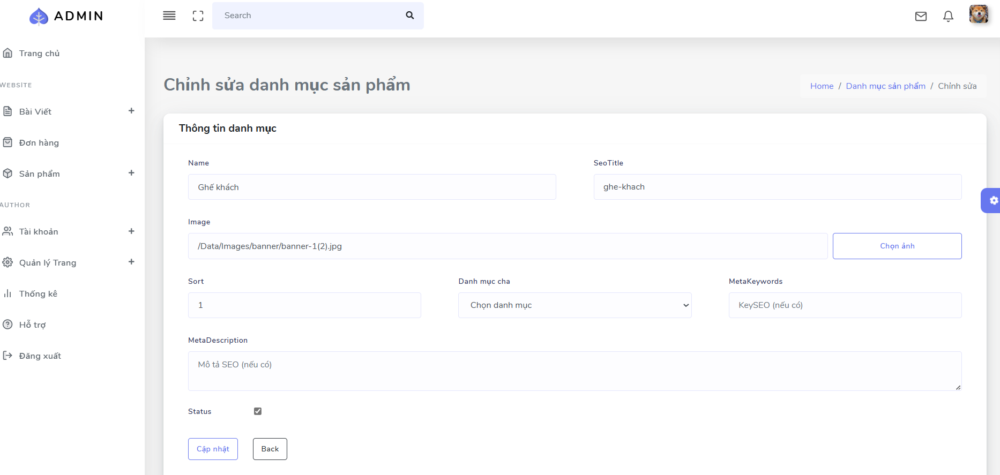 ADMIN
Search
Trang chủ
WEBSITE
Bài Viết
Đơn hàng
Sản phẩm
AUTHOR
Tài khoản
Quản lý Trang
Thống kê
Hỗ trợ
Đăng xuất
Chỉnh sửa danh mục sản phẩm
Home / Danh mục sản phẩm / Chỉnh sửa
Thông tin danh mục
Name
SeoTitle
Ghế khách
ghe-khach
Image
/Data/Images/banner/banner-1(2).jpg
Chọn ảnh
Sort
Danh mục cha
MetaKeywords
1
Chọn danh mục
KeySEO (nếu có)
MetaDescription
Mô tả SEO (nếu có)
Status
Cập nhật
Back